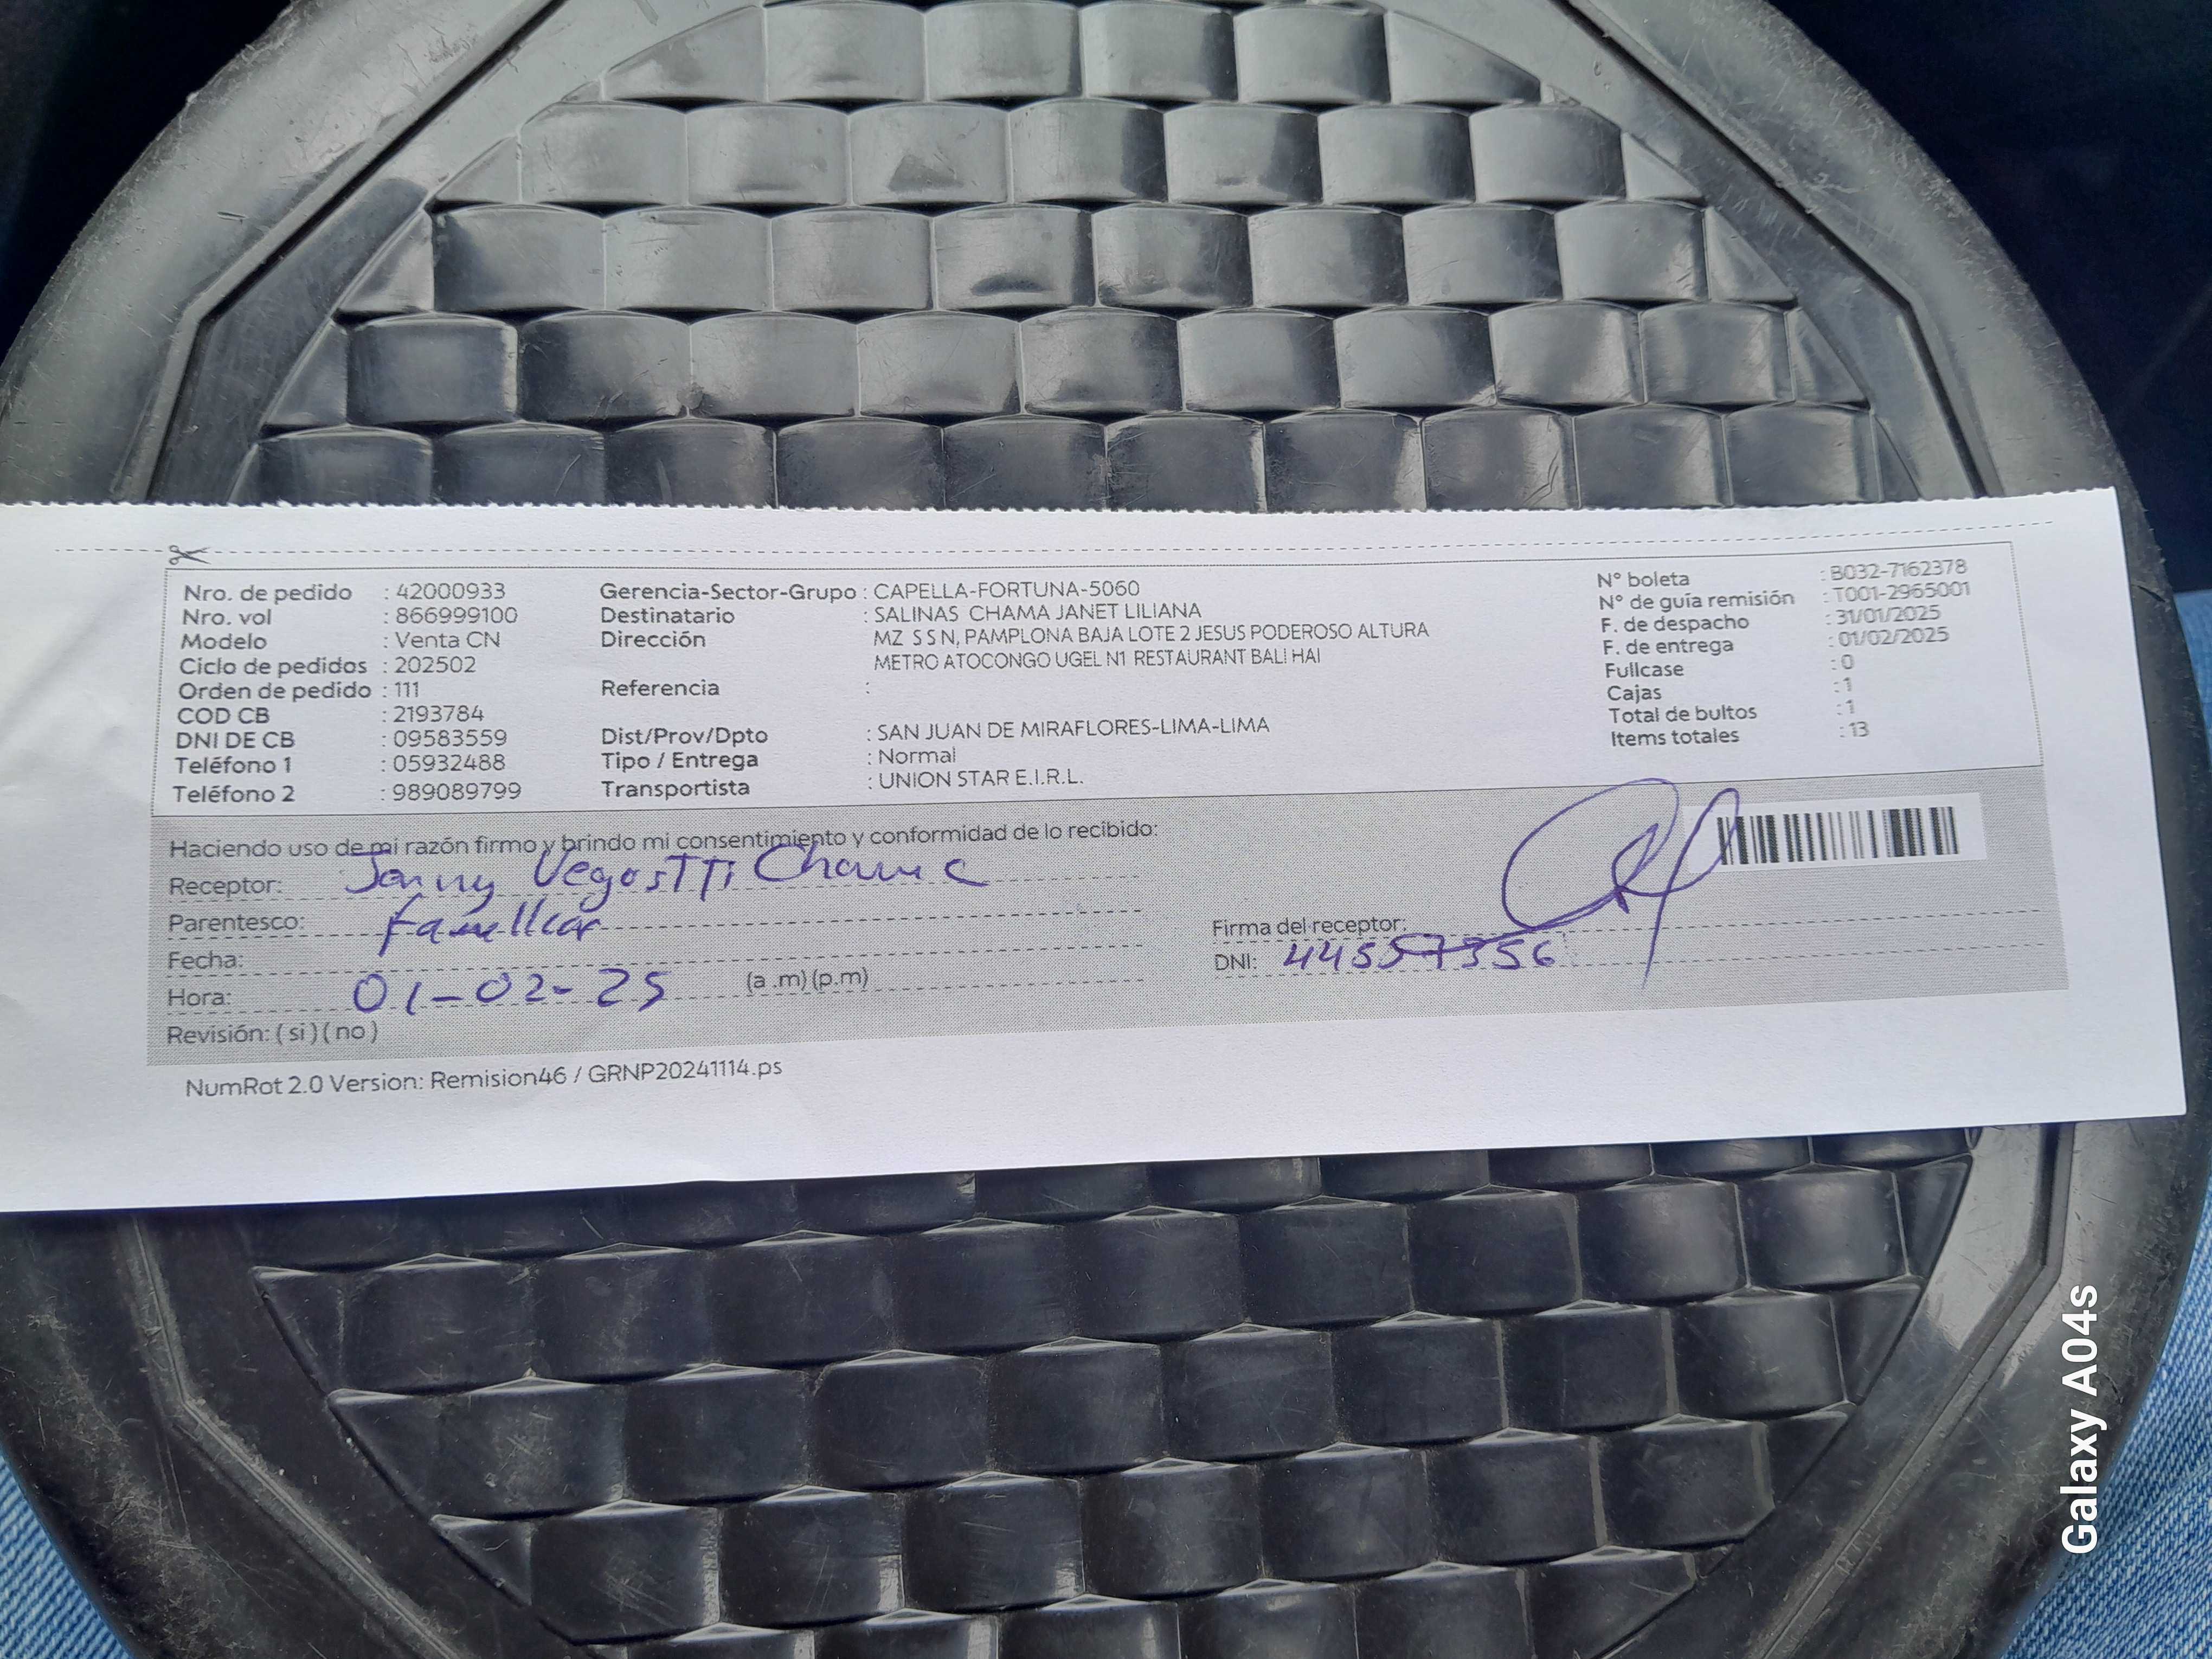 Nro. de pedido : 42000933 Gerencia-Sector-Grupo : CAPELLA-FORTUNA-5060 N° boleta : B032-7162378
Nro. vol : 866999100 Destinatario : SALINAS CHAMA JANET LILIANA N° de guía remisión : T001-2965001
Modelo : Venta CN Dirección MZ S S N, PAMPLONA BAJA LOTE 2 JESUS PODEROSO ALTURA F. de despacho : 31/01/2025
Ciclo de pedidos : 202502 METRO ATOCONGO UGEL N1 RESTAURANT BALI HAI F. de entrega : 01/02/2025
Orden de pedido : 111 Referencia : Fullcase : 0
COD CB : 2193784 Cajas : 1
DNI DE CB : 09583559 Dist/Prov/Dpto : SAN JUAN DE MIRAFLORES-LIMA-LIMA Total de bultos : 1
Teléfono 1 : 05932488 Tipo / Entrega : Normal Items totales : 13
Teléfono 2 : 989089799 Transportista : UNION STAR E.I.R.L.
Haciendo uso de mi razón firmo y brindo mi consentimiento y conformidad de lo recibido:
Receptor: Chama
Parentesco:
Firma del receptor:
Fecha:
DNI: 44557356
Hora: 01-02-25 (a .m) (p.m)
Revisión: ( si ) ( no )
NumRot 2.0 Version: Remision46 / GRNP20241114.ps
Galaxy A04s